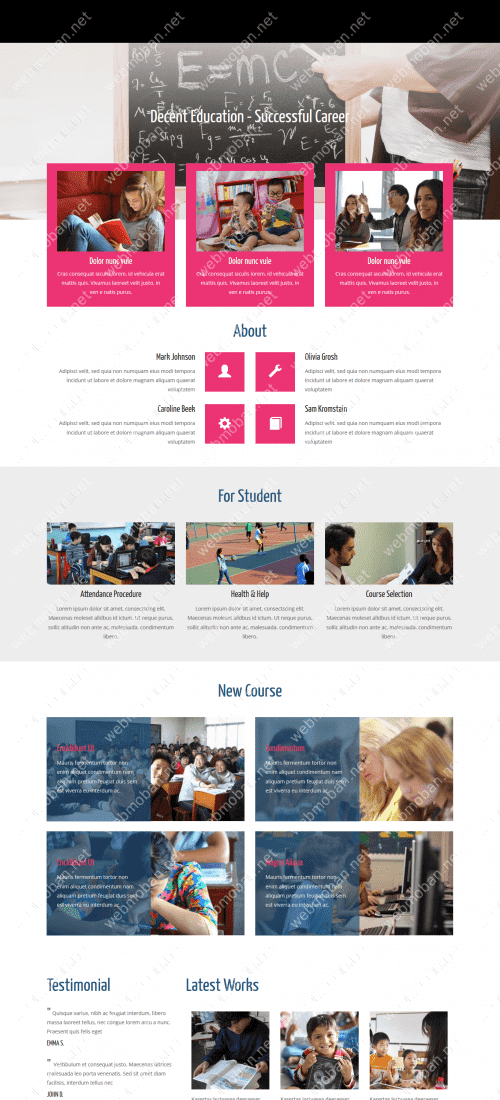 E=mc
Decent Education - Successful Career
Dolor nunc vule
Cras consequat iaculis lorem, id vehicula erat
mattis quis. Vivamus laoreet velit justo, in
ven e natis purus.
Dolor nunc vule
Cras consequat iaculis lorem, id vehicula erat
mattis quis. Vivamus laoreet velit justo, in
ven e natis purus.
Dolor nunc vule
Cras consequat iaculis lorem, id vehicula erat
mattis quis. Vivamus laoreet velit justo, in
ven e natis purus.
About
Mark Johnson
Adipisci velit, sed quia non numquam eius modi tempora
incidunt ut labore et dolore magnam aliquam quaerat
voluptatem
Olivia Grosh
Adipisci velit, sed quia non numquam eius modi tempora
incidunt ut labore et dolore magnam aliquam quaerat
voluptatem
Caroline Beek
Adipisci velit, sed quia non numquam eius modi tempora
incidunt ut labore et dolore magnam aliquam quaerat
voluptatem
Sam Kromstain
Adipisci velit, sed quia non numquam eius modi tempora
incidunt ut labore et dolore magnam aliquam quaerat
voluptatem
For Student
Attendance Procedure
Lorem ipsum dolor sit amet, consectetuing elit.
Maecenas moleus albidus id ictum. Ut neque purus,
sollic alitudin non ante ac, malesuada. condimentum
libero.
Health & Help
Lorem ipsum dolor sit amet, consectetuing elit.
Maecenas moleus albidus id ictum. Ut neque purus,
sollic alitudin non ante ac, malesuada. condimentum
libero.
Course Selection
Lorem ipsum dolor sit amet, consectetuing elit.
Maecenas moleus albidus id ictum. Ut neque purus,
sollic alitudin non ante ac, malesuada. condimentum
libero.
New Course
Mauris fermentum tortor non
enim aliquet condimentum nam
aliquam pretium feugiat duis sem
est viverra eu interdum ac.
Condimentum
Mauris fermentum tortor non
enim aliquet condimentum nam
aliquam pretium feugiat duis sem
est viverra eu interdum ac.
Mauris fermentum tortor non
enim aliquet condimentum nam
aliquam pretium feugiat duis sem
est viverra eu interdum ac.
Mauris fermentum tortor non
enim aliquet condimentum nam
aliquam pretium feugiat duis sem
est viverra eu interdum ac.
Testimonial
" Quisque varius, nibh ac feugiat interdum, libero
massa laoreet tellus, nec congue lorem arcu a nunc.
Praesent quis felis eget
EMMA S.
" Vestibulum et consequat justo. Maecenas ultrices
malesuada leo porta venenatis. Sed sit amet diam
facilisis, interdum tellus nec
JOHN D.
Latest Works
webmoban.net